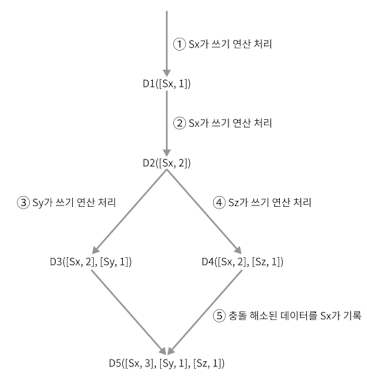 ① Sx가 쓰기 연산 처리
D1([Sx, 1])
② Sx가 쓰기 연산 처리
D2([Sx, 2])
③ Sy가 쓰기 연산 처리
④ Sz가 쓰기 연산 처리
D3([Sx, 2], [Sy, 1])
D4([Sx, 2], [Sz, 1])
⑤ 충돌 해소된 데이터를 Sx가 기록
D5([Sx, 3], [Sy, 1], [Sz, 1])